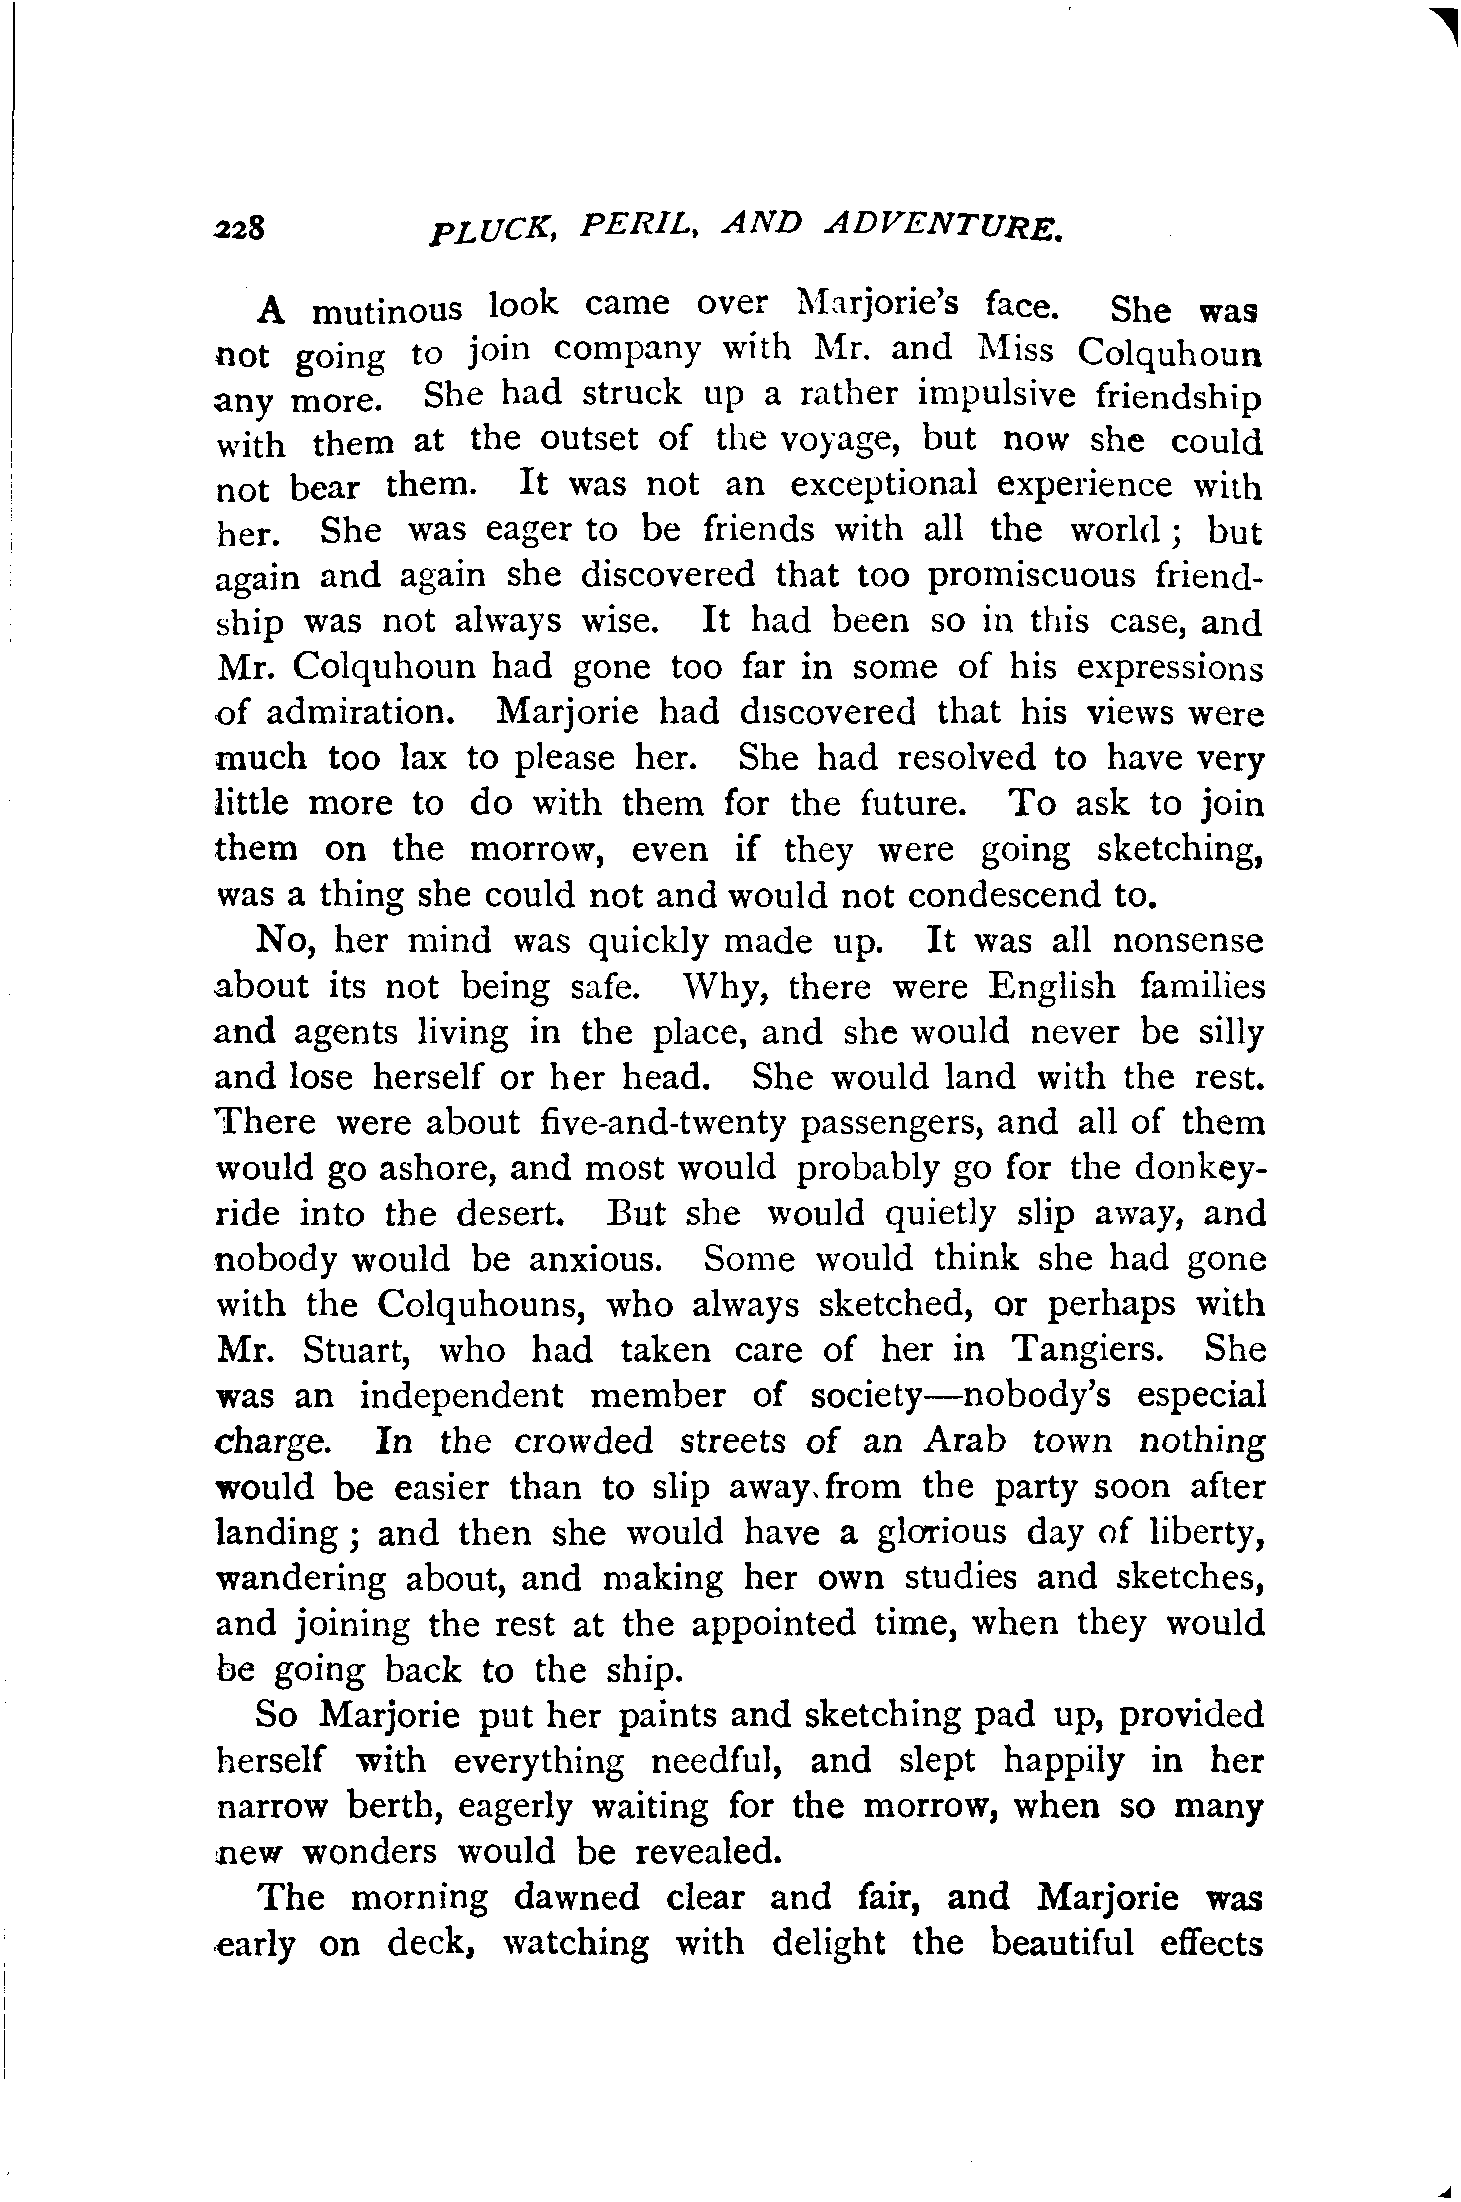 228 PLUCK, PERIL, AND ADVENTURE.
A mutinous look came over Marjorie's face. She was
not going to join company with Mr. and Miss Colquhoun
any more. She had struck up a rather impulsive friendship
with them at the outset of the voyage, but now she could
not bear them. It was not an exceptional experience with
her. She was eager to be friends with all the world ; but
again and again she discovered that too promiscuous friend-
ship was not always wise. It had been so in this case, and
Mr. Colquhoun had gone too far in some of his expressions
of admiration. Marjorie had discovered that his views were
much too lax to please her. She had resolved to have very
little more to do with them for the future. To ask to join
them on the morrow, even if they were going sketching,
was a thing she could not and would not condescend to.
No, her mind was quickly made up. It was all nonsense
about its not being safe. Why, there were English families
and agents living in the place, and she would never be silly
and lose herself or her head. She would land with the rest.
There were about five-and-twenty passengers, and all of them
would go ashore, and most would probably go for the donkey-
ride into the desert. But she would quietly slip away, and
nobody would be anxious. Some would think she had gone
with the Colquhouns, who always sketched, or perhaps with
Mr. Stuart, who had taken care of her in Tangiers. She
was an independent member of society—nobody's especial
charge. In the crowded streets of an Arab town nothing
would be easier than to slip away from the party soon after
landing ; and then she would have a glorious day of liberty,
wandering about, and making her own studies and sketches,
and joining the rest at the appointed time, when they would
be going back to the ship.
So Marjorie put her paints and sketching pad up, provided
herself with everything needful, and slept happily in her
narrow berth, eagerly waiting for the morrow, when so many
new wonders would be revealed.
The morning dawned clear and fair, and Marjorie was
early on deck, watching with delight the beautiful effects